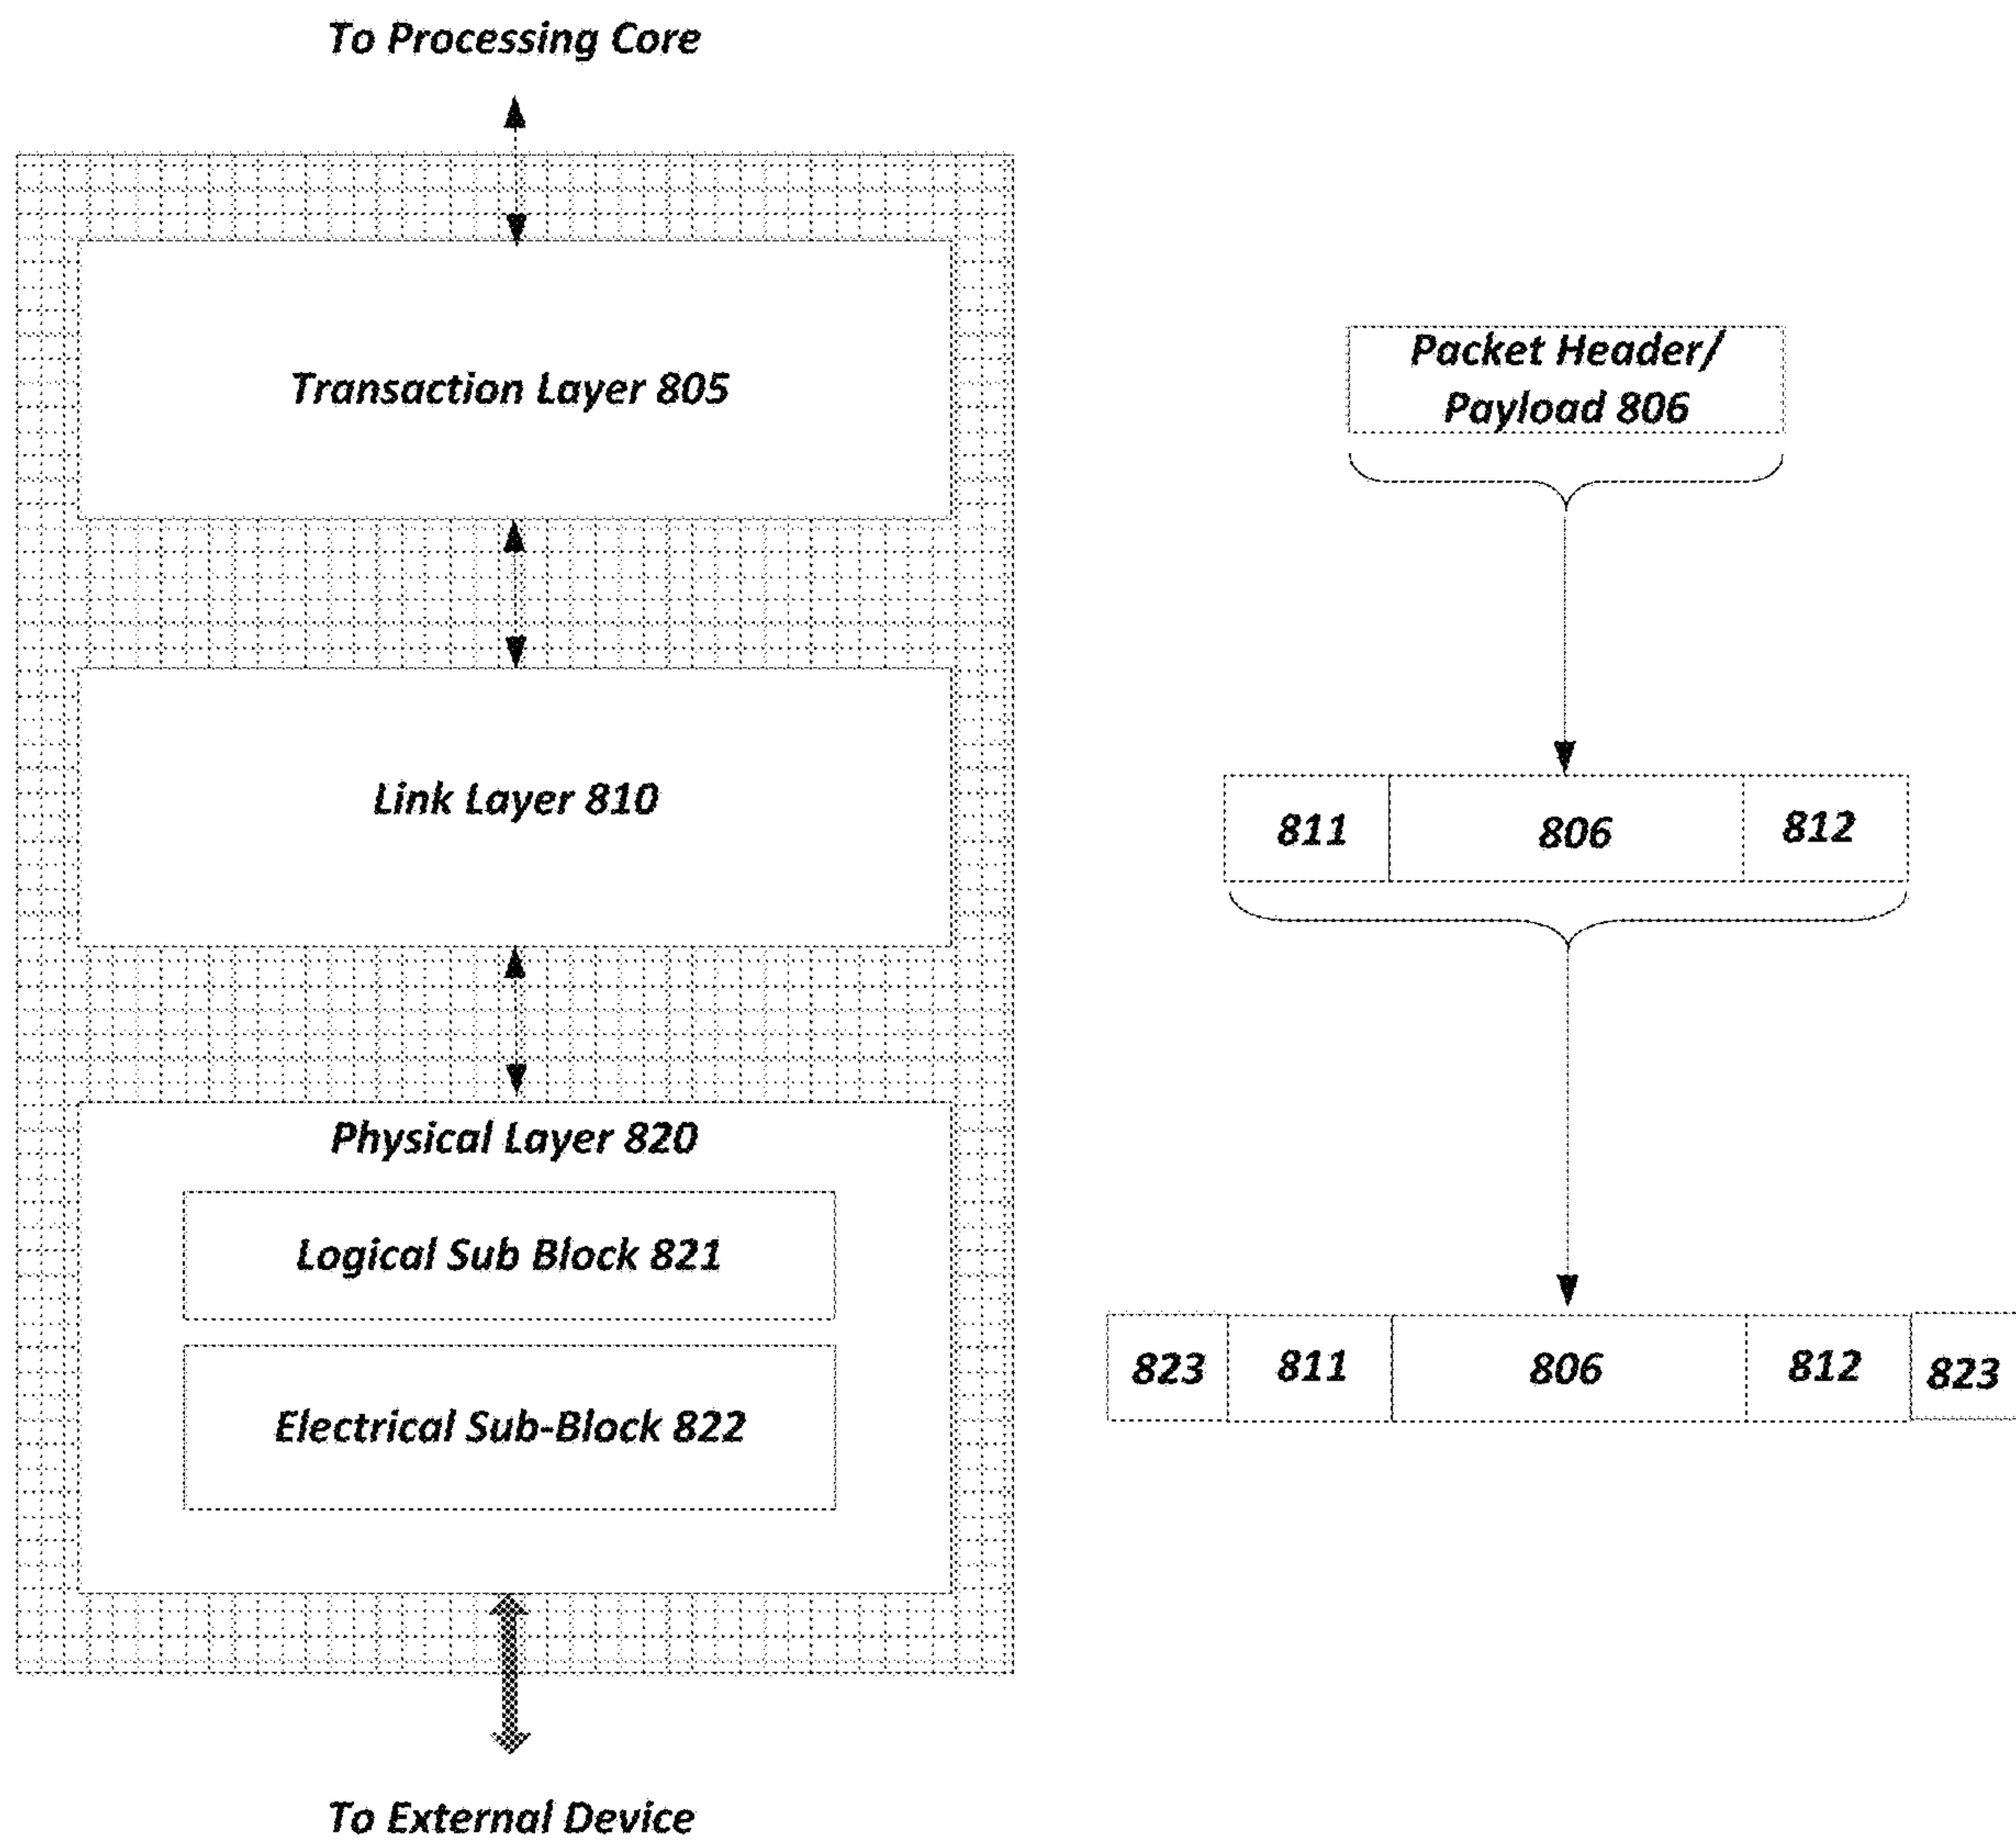 To Processing Core
Transaction Layer 805
Link Layer 810
Physical Layer 820
Logical Sub Block 821
Electrical Sub-Block 822
To External Device
Packet Header/
Payload 806
811 806 812
823 811 806 812 823